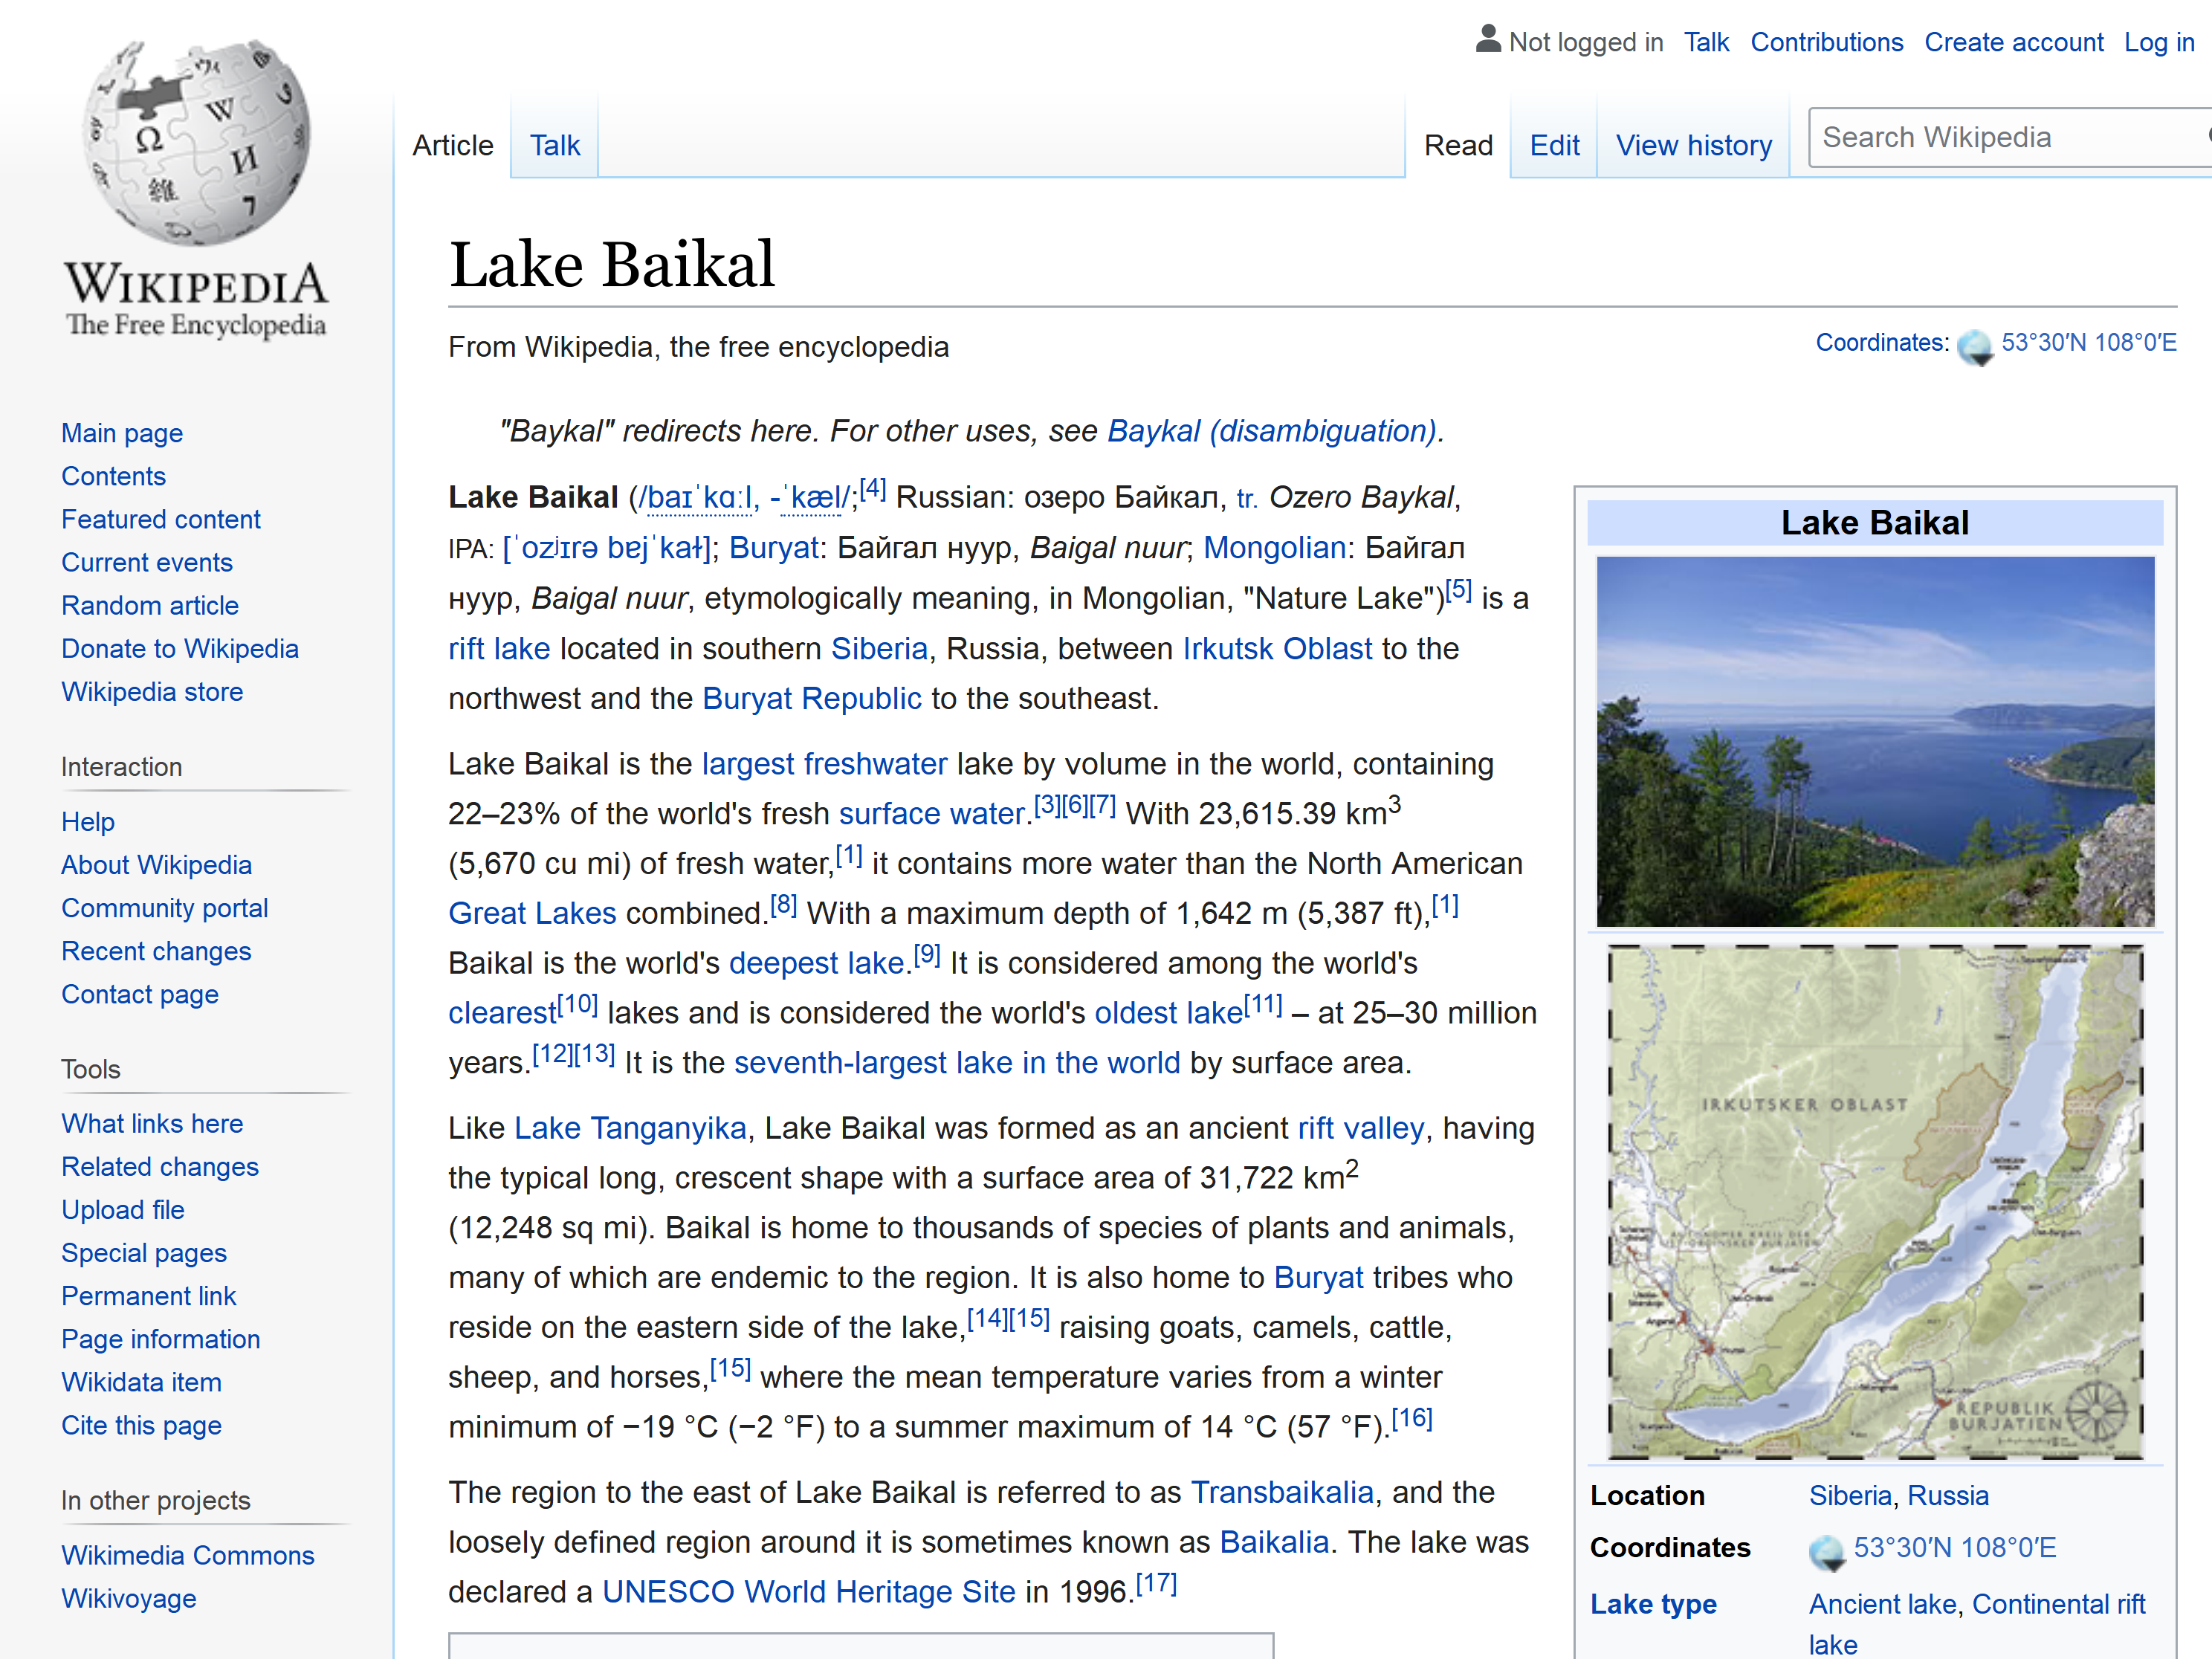 Not logged in Talk Contributions Create account Log in
Article Talk Read Edit View history Search Wikipedia
WIKIPEDIA
The Free Encyclopedia
Main page
Contents
Featured content
Current events
Random article
Donate to Wikipedia
Wikipedia store
Interaction
Help
About Wikipedia
Community portal
Recent changes
Contact page
Tools
What links here
Related changes
Upload file
Special pages
Permanent link
Page information
Wikidata item
Cite this page
In other projects
Wikimedia Commons
Wikivoyage
Lake Baikal
From Wikipedia, the free encyclopedia
Coordinates: 53°30′N 108°0′E
"Baykal" redirects here. For other uses, see Baykal (disambiguation).
Lake Baikal (/baɪˈkɑːl, -ˈkæl/;[4] Russian: озеро Байкал, tr. Ozero Baykal,
IPA: [ˈozʲɪrə bɐjˈkaɫ]; Buryat: Байгал нуур, Baigal nuur; Mongolian: Байгал
нуур, Baigal nuur, etymologically meaning, in Mongolian, "Nature Lake")[5] is a
rift lake located in southern Siberia, Russia, between Irkutsk Oblast to the
northwest and the Buryat Republic to the southeast.
Lake Baikal is the largest freshwater lake by volume in the world, containing
22–23% of the world's fresh surface water.[3][6][7] With 23,615.39 km3
(5,670 cu mi) of fresh water,[1] it contains more water than the North American
Great Lakes combined.[8] With a maximum depth of 1,642 m (5,387 ft),[1]
Baikal is the world's deepest lake.[9] It is considered among the world's
clearest[10] lakes and is considered the world's oldest lake[11] – at 25–30 million
years.[12][13] It is the seventh-largest lake in the world by surface area.
Like Lake Tanganyika, Lake Baikal was formed as an ancient rift valley, having
the typical long, crescent shape with a surface area of 31,722 km2
(12,248 sq mi). Baikal is home to thousands of species of plants and animals,
many of which are endemic to the region. It is also home to Buryat tribes who
reside on the eastern side of the lake,[14][15] raising goats, camels, cattle,
sheep, and horses,[15] where the mean temperature varies from a winter
minimum of −19 °C (−2 °F) to a summer maximum of 14 °C (57 °F).[16]
The region to the east of Lake Baikal is referred to as Transbaikalia, and the
loosely defined region around it is sometimes known as Baikalia. The lake was
declared a UNESCO World Heritage Site in 1996.[17]
Lake Baikal
IRKUTSKER OBLAST
REPUBLIK
BURJATIEN
Location Siberia, Russia
Coordinates 53°30′N 108°0′E
Lake type Ancient lake, Continental rift
lake